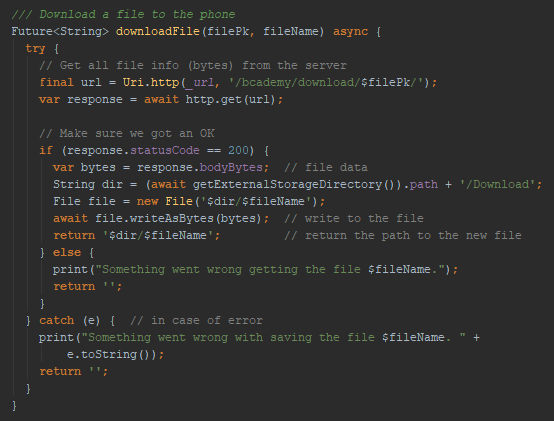 /// Download a file to the phone
Future<String> downloadFile(filePk, fileName) async {
  try {
    // Get all file info (bytes) from the server
    final url = Uri.http(_url, '/bcademy/download/$filePk/');
    var response = await http.get(url);

    // Make sure we got an OK
    if (response.statusCode == 200) {
      var bytes = response.bodyBytes;  // file data
      String dir = (await getExternalStorageDirectory()).path + '/Download';
      File file = new File('$dir/$fileName');
      await file.writeAsBytes(bytes);  // write to the file
      return '$dir/$fileName';         // return the path to the new file
    } else {
      print("Something went wrong getting the file $fileName.");
      return '';
    }
  } catch (e) {  // in case of error
    print("Something went wrong with saving the file $fileName. " +
        e.toString());
    return '';
  }
}